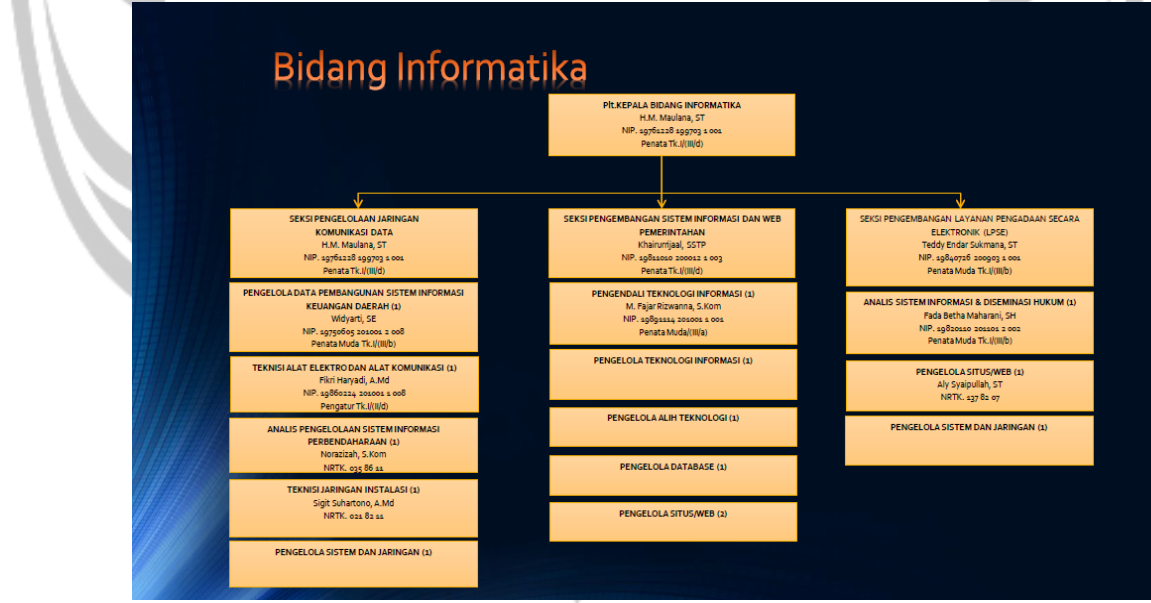 Bidang Informatika
Plt.KEPALA BIDANG INFORMATIKA
H.M. Maulana, ST
NIP. 19761228 199703 1 001
Penata Tk.I/(III/d)
SEKSI PENGELOLAAN JARINGAN
KOMUNIKASI DATA
H.M. Maulana, ST
NIP. 19761228 199703 1 001
Penata Tk.I/(III/d)
PENGELOLA DATA PEMBANGUNAN SISTEM INFORMASI
KEUANGAN DAERAH (1)
Widyarti, SE
NIP. 19750605 201001 2 008
Penata Muda Tk.I/(III/b)
TEKNISI ALAT ELEKTRO DAN ALAT KOMUNIKASI (1)
Fikri Haryadi, A.Md
NIP. 19860224 201001 1 008
Pengatur Tk.I/(II/d)
ANALIS PENGELOLAAN SISTEM INFORMASI
PERBENDAHARAAN (1)
Norazizah, S.Kom
NRTK. 035 86 11
TEKNISI JARINGAN INSTALASI (1)
Sigit Suhartono, A.Md
NRTK. 021 82 11
PENGELOLA SISTEM DAN JARINGAN (1)
SEKSI PENGEMBANGAN SISTEM INFORMASI DAN WEB
PEMERINTAHAN
Khairurrijaal, SSTP
NIP. 19811010 200012 1 003
Penata Tk.I/(III/d)
PENGENDALI TEKNOLOGI INFORMASI (1)
M. Fajar Rizwanna, S.Kom
NIP. 19891114 201001 1 001
Penata Muda/(III/a)
PENGELOLA TEKNOLOGI INFORMASI (1)
PENGELOLA ALIH TEKNOLOGI (1)
PENGELOLA DATABASE (1)
PENGELOLA SITUS/WEB (2)
SEKSI PENGEMBANGAN LAYANAN PENGADAAN SECARA
ELEKTRONIK (LPSE)
Teddy Endar Sukmana, ST
NIP. 19840726 200903 1 001
Penata Muda Tk.I/(III/b)
ANALIS SISTEM INFORMASI & DISEMINASI HUKUM (1)
Fada Betha Maharani, SH
NIP. 19820110 201101 2 002
Penata Muda Tk.I/(III/b)
PENGELOLA SITUS/WEB (1)
Aly Syaipullah, ST
NRTK. 137 82 07
PENGELOLA SISTEM DAN JARINGAN (1)